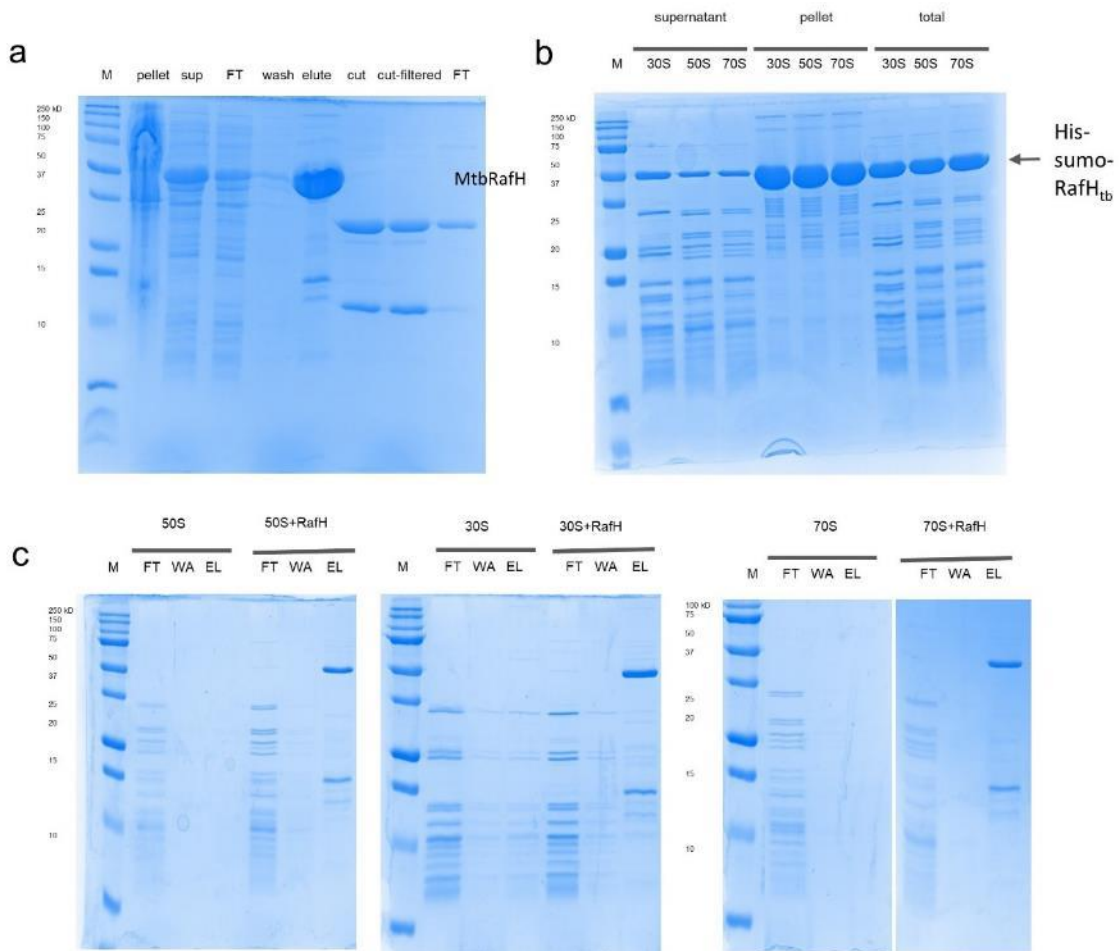 a
M pellet sup FT wash elute cut cut-filtered FT
250 kD
150
100
75
50
37
25
20
15
10
MtbRafH
b
supernatant pellet total
M 30S 50S 70S 30S 50S 70S 30S 50S 70S
250 kD
150
100
75
50
37
25
20
15
10
His-
sumo-
RafHtb
c
50S 50S+RafH
M FT WA EL FT WA EL
250 kD
150
100
75
50
37
25
20
15
10
30S 30S+RafH
M FT WA EL FT WA EL
70S 70S+RafH
M FT WA EL FT WA EL
100 kD
75
50
37
25
20
15
10